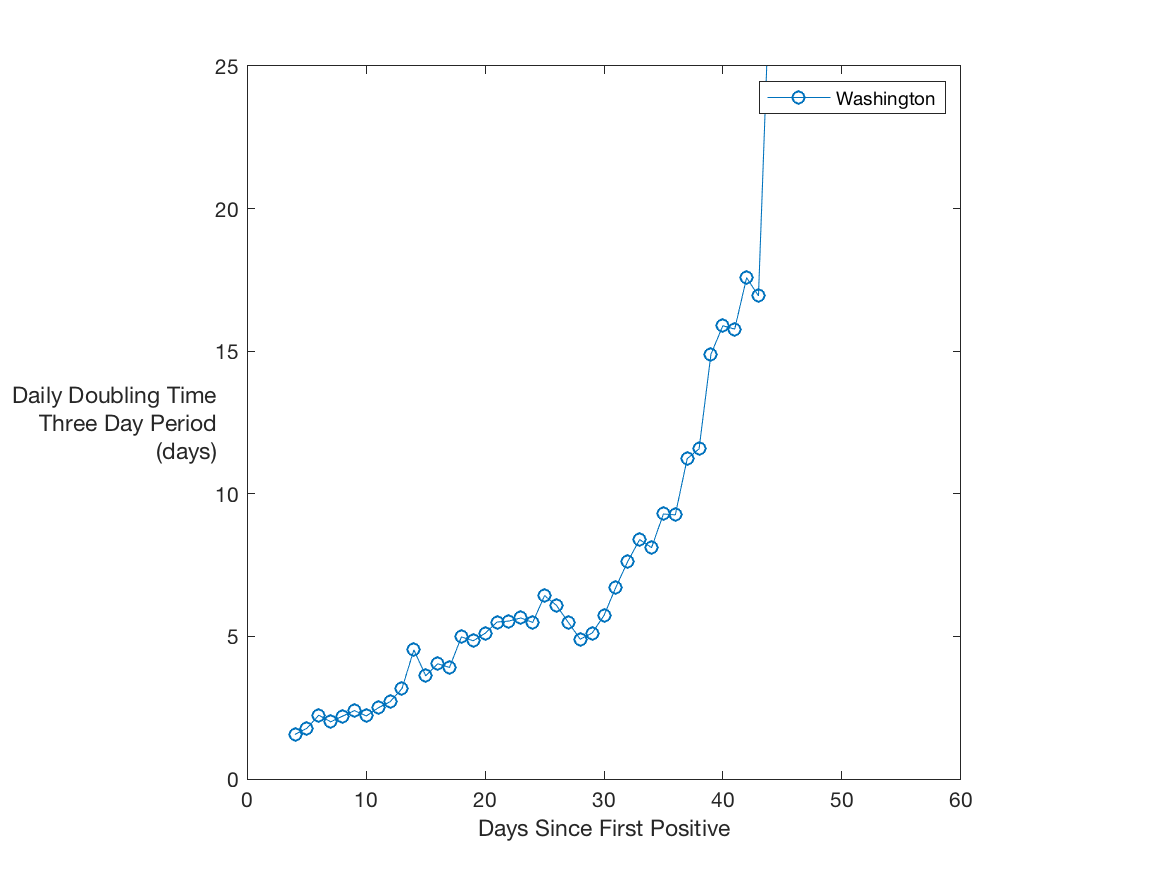 25
Washington
20
15
Daily Doubling Time
Three Day Period
(days)
10
5
0
0 10 20 30 40 50 60
Days Since First Positive